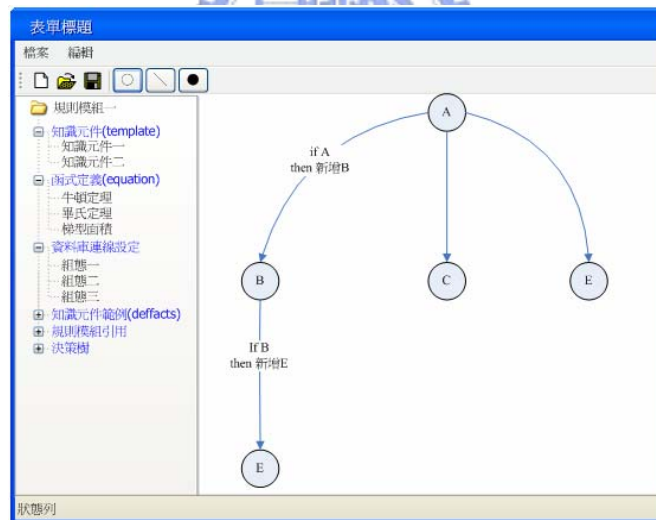 表單標題
檔案 編輯
規則模組一
知識元件(template)
知識元件一
知識元件二
函式定義(equation)
牛頓定理
畢氏定理
梯型面積
資料庫連線設定
組態一
組態二
組態三
知識元件範例(deffacts)
規則模組引用
決策樹
A
if A
then 新增B
B
C
E
If B
then 新增E
E
狀態列